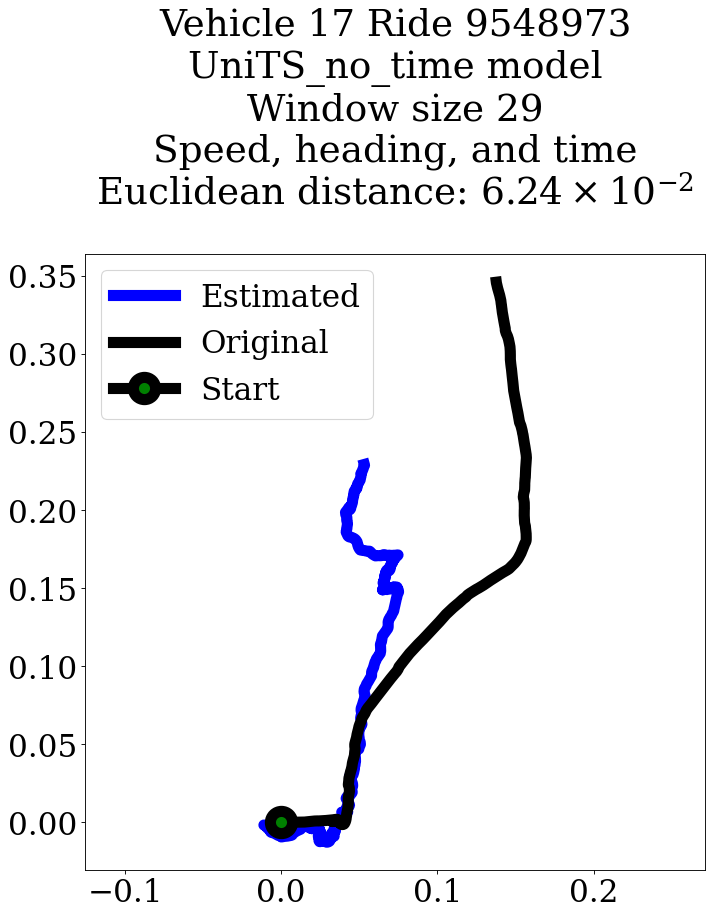 Vehicle 17 Ride 9548973
UniTS_no_time model
Window size 29
Speed, heading, and time
Euclidean distance: 6.24 × 10⁻²
0.35
0.30
0.25
0.20
0.15
0.10
0.05
0.00
Estimated
Original
Start
−0.1
0.0
0.1
0.2